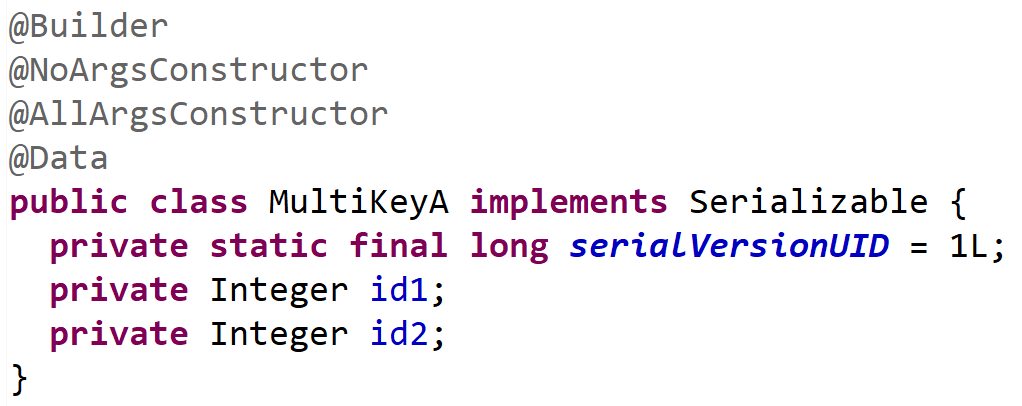 @Builder
@NoArgsConstructor
@AllArgsConstructor
@Data
public class MultiKeyA implements Serializable {
  private static final long serialVersionUID = 1L;
  private Integer id1;
  private Integer id2;
}